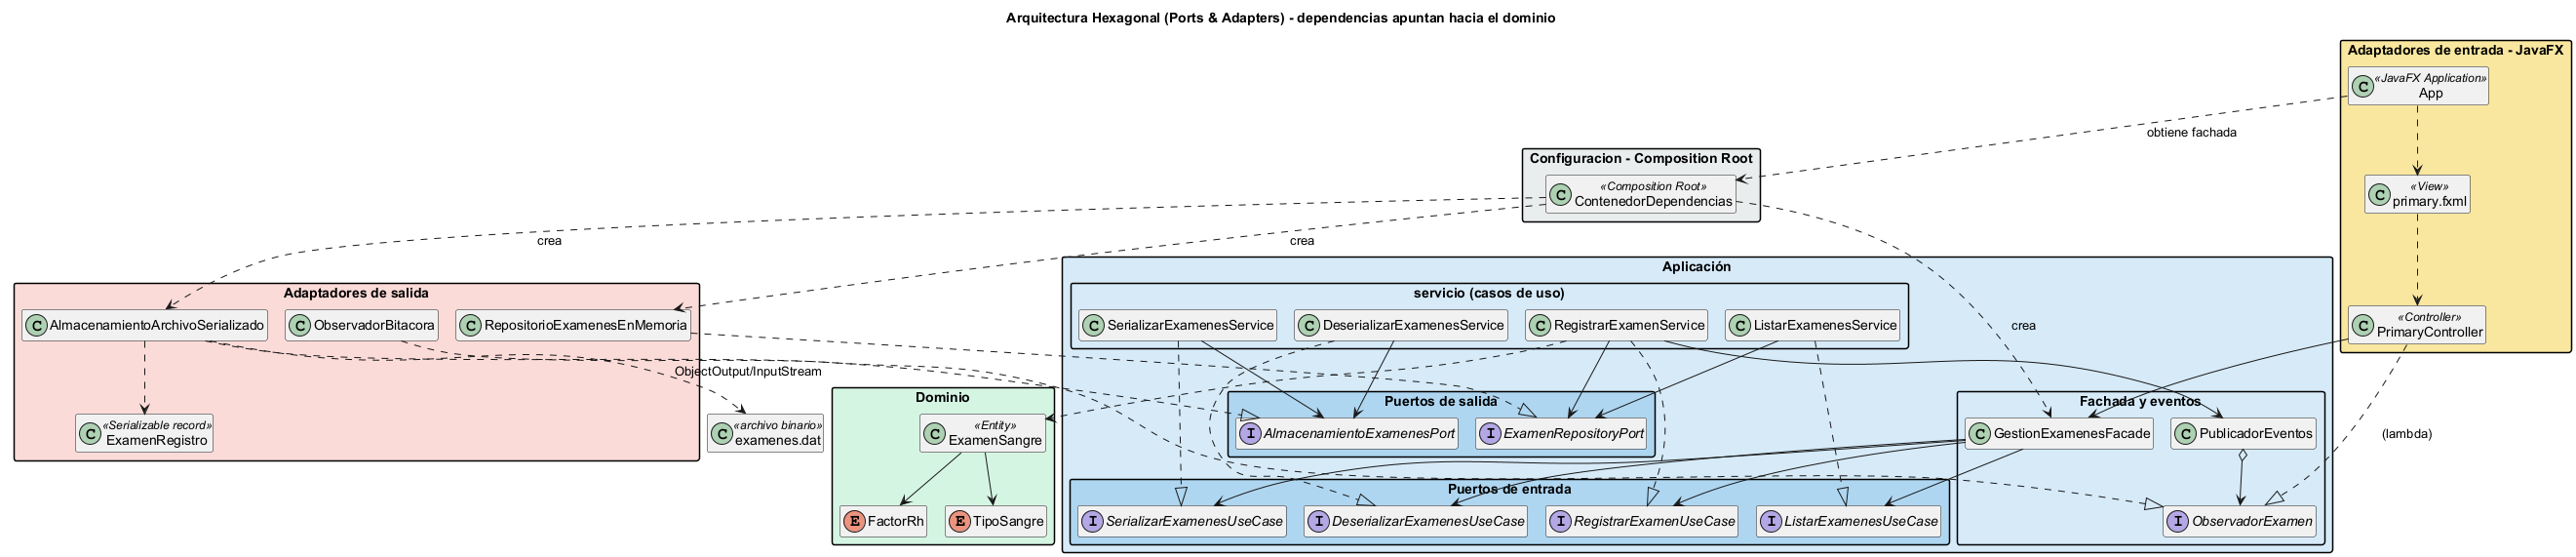 Arquitectura Hexagonal (Ports & Adapters) - dependencias apuntan hacia el dominio
Adaptadores de entrada - JavaFX
C
«JavaFX Application»
App
obtiene fachada
Configuracion - Composition Root
C
«Composition Root»
ContenedorDependencias
C
«View»
primary.fxml
crea
crea
Aplicación
Adaptadores de salida
servicio (casos de uso)
C AlmacenamientoArchivoSerializado
C ObservadorBitacora
C RepositorioExamenesEnMemoria
C SerializarExamenesService
C DeserializarExamenesService
C RegistrarExamenService
C ListarExamenesService
crea
C
«Controller»
PrimaryController
ObjectOutput/InputStream
Dominio
Puertos de salida
Fachada y eventos
C
«Serializable record»
ExamenRegistro
C
«archivo binario»
examenes.dat
C
«Entity»
ExamenSangre
I AlmacenamientoExamenesPort
I ExamenRepositoryPort
C GestionExamenesFacade
C PublicadorEventos
(lambda)
Puertos de entrada
E FactorRh
E TipoSangre
I SerializarExamenesUseCase
I DeserializarExamenesUseCase
I RegistrarExamenUseCase
I ListarExamenesUseCase
I ObservadorExamen